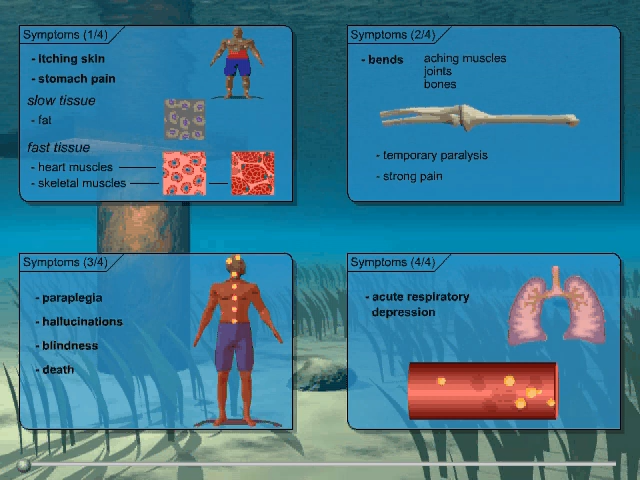 Symptoms (1/4)
- itching skin
- stomach pain
slow tissue
- fat
fast tissue
- heart muscles
- skeletal muscles
Symptoms (2/4)
- bends aching muscles
joints
bones
- temporary paralysis
- strong pain
Symptoms (3/4)
- paraplegia
- hallucinations
- blindness
- death
Symptoms (4/4)
- acute respiratory
depression